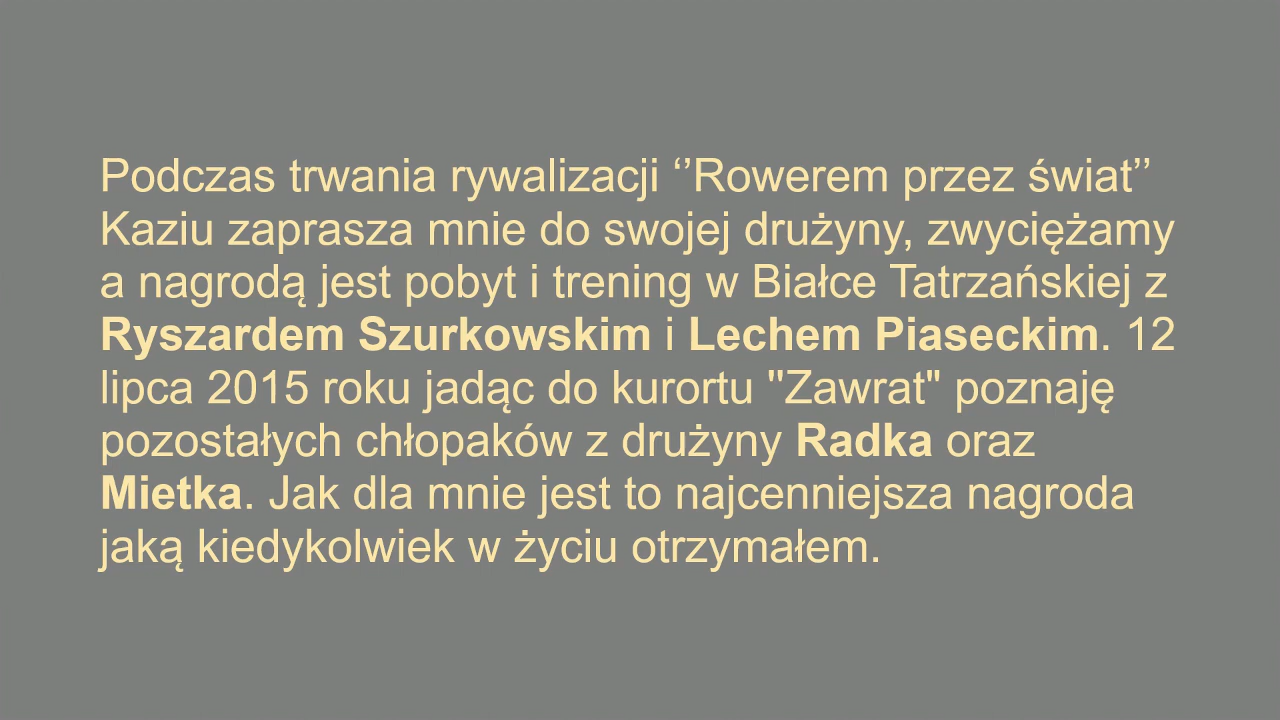 Podczas trwania rywalizacji ‘’Rowerem przez świat’’
Kaziu zaprasza mnie do swojej drużyny, zwyciężamy
a nagrodą jest pobyt i trening w Białce Tatrzańskiej z
Ryszardem Szurkowskim i Lechem Piaseckim. 12
lipca 2015 roku jadąc do kurortu ''Zawrat" poznaję
pozostałych chłopaków z drużyny Radka oraz
Mietka. Jak dla mnie jest to najcenniejsza nagroda
jaką kiedykolwiek w życiu otrzymałem.